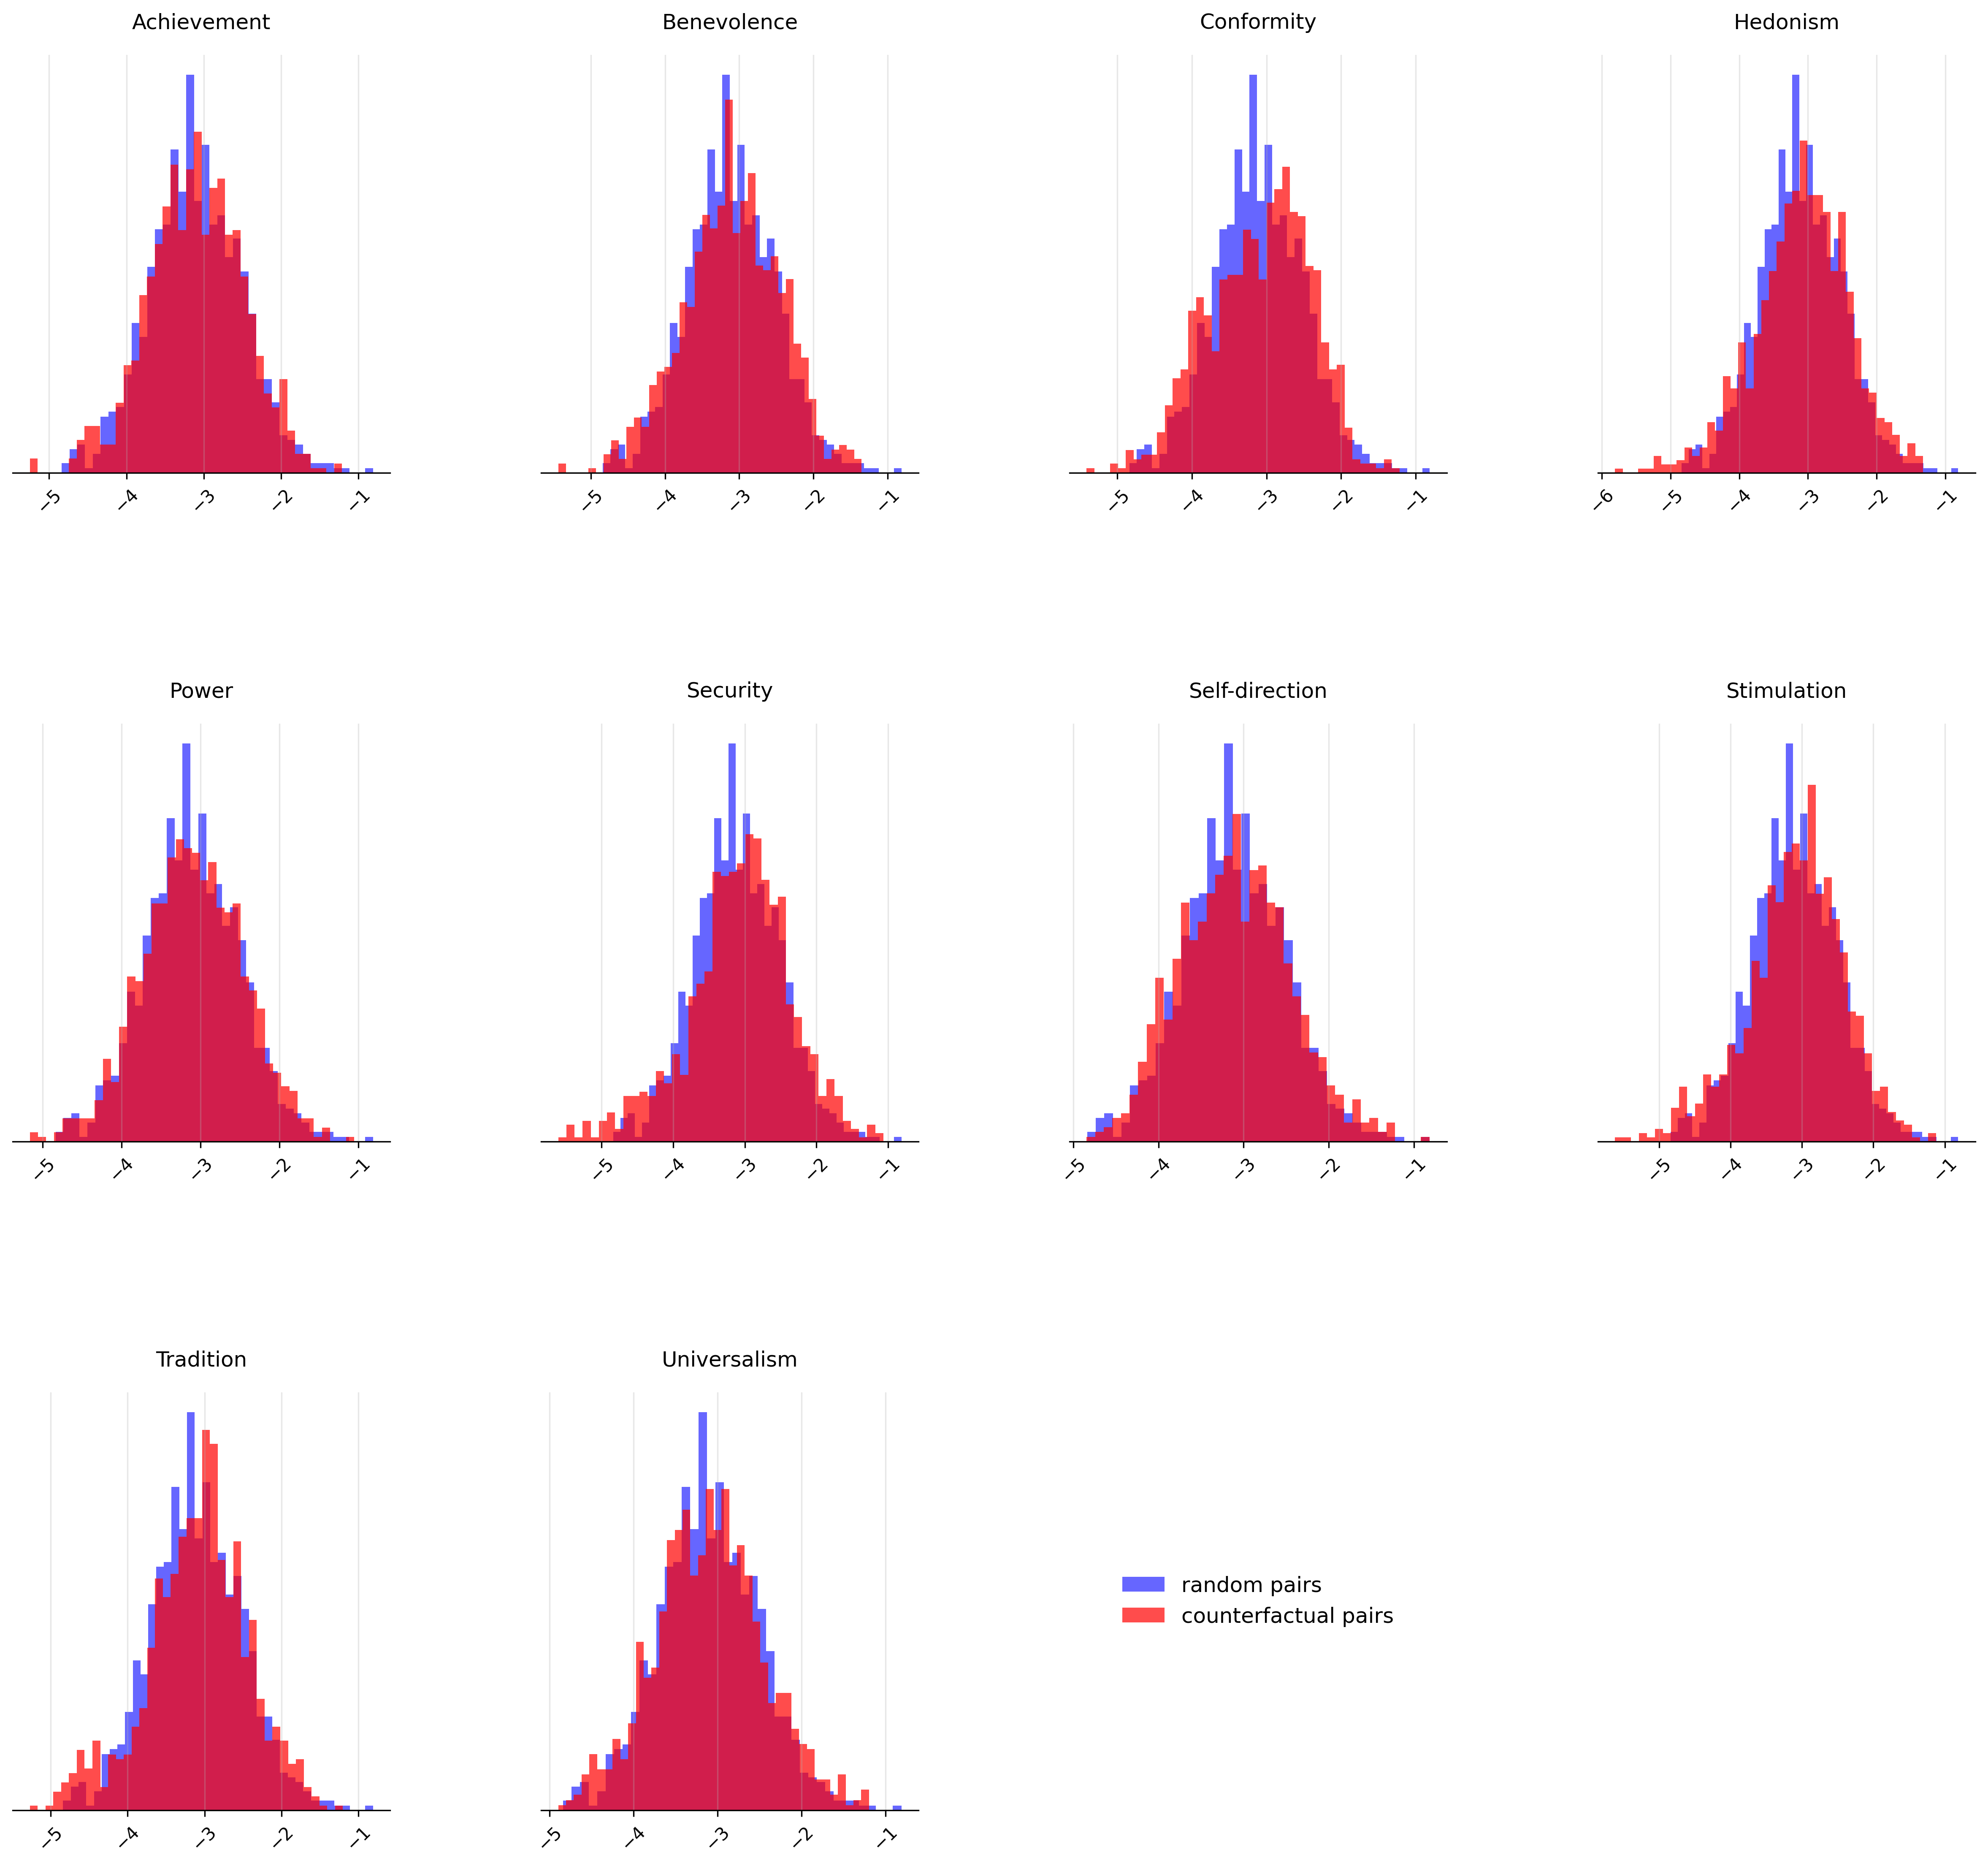 Achievement
Benevolence
Conformity
Hedonism
−5 −4 −3 −2 −1
−5 −4 −3 −2 −1
−5 −4 −3 −2 −1
−6 −5 −4 −3 −2 −1
Power
Security
Self-direction
Stimulation
−5 −4 −3 −2 −1
−5 −4 −3 −2 −1
−5 −4 −3 −2 −1
−5 −4 −3 −2 −1
Tradition
Universalism
−5 −4 −3 −2 −1
−5 −4 −3 −2 −1
random pairs
counterfactual pairs